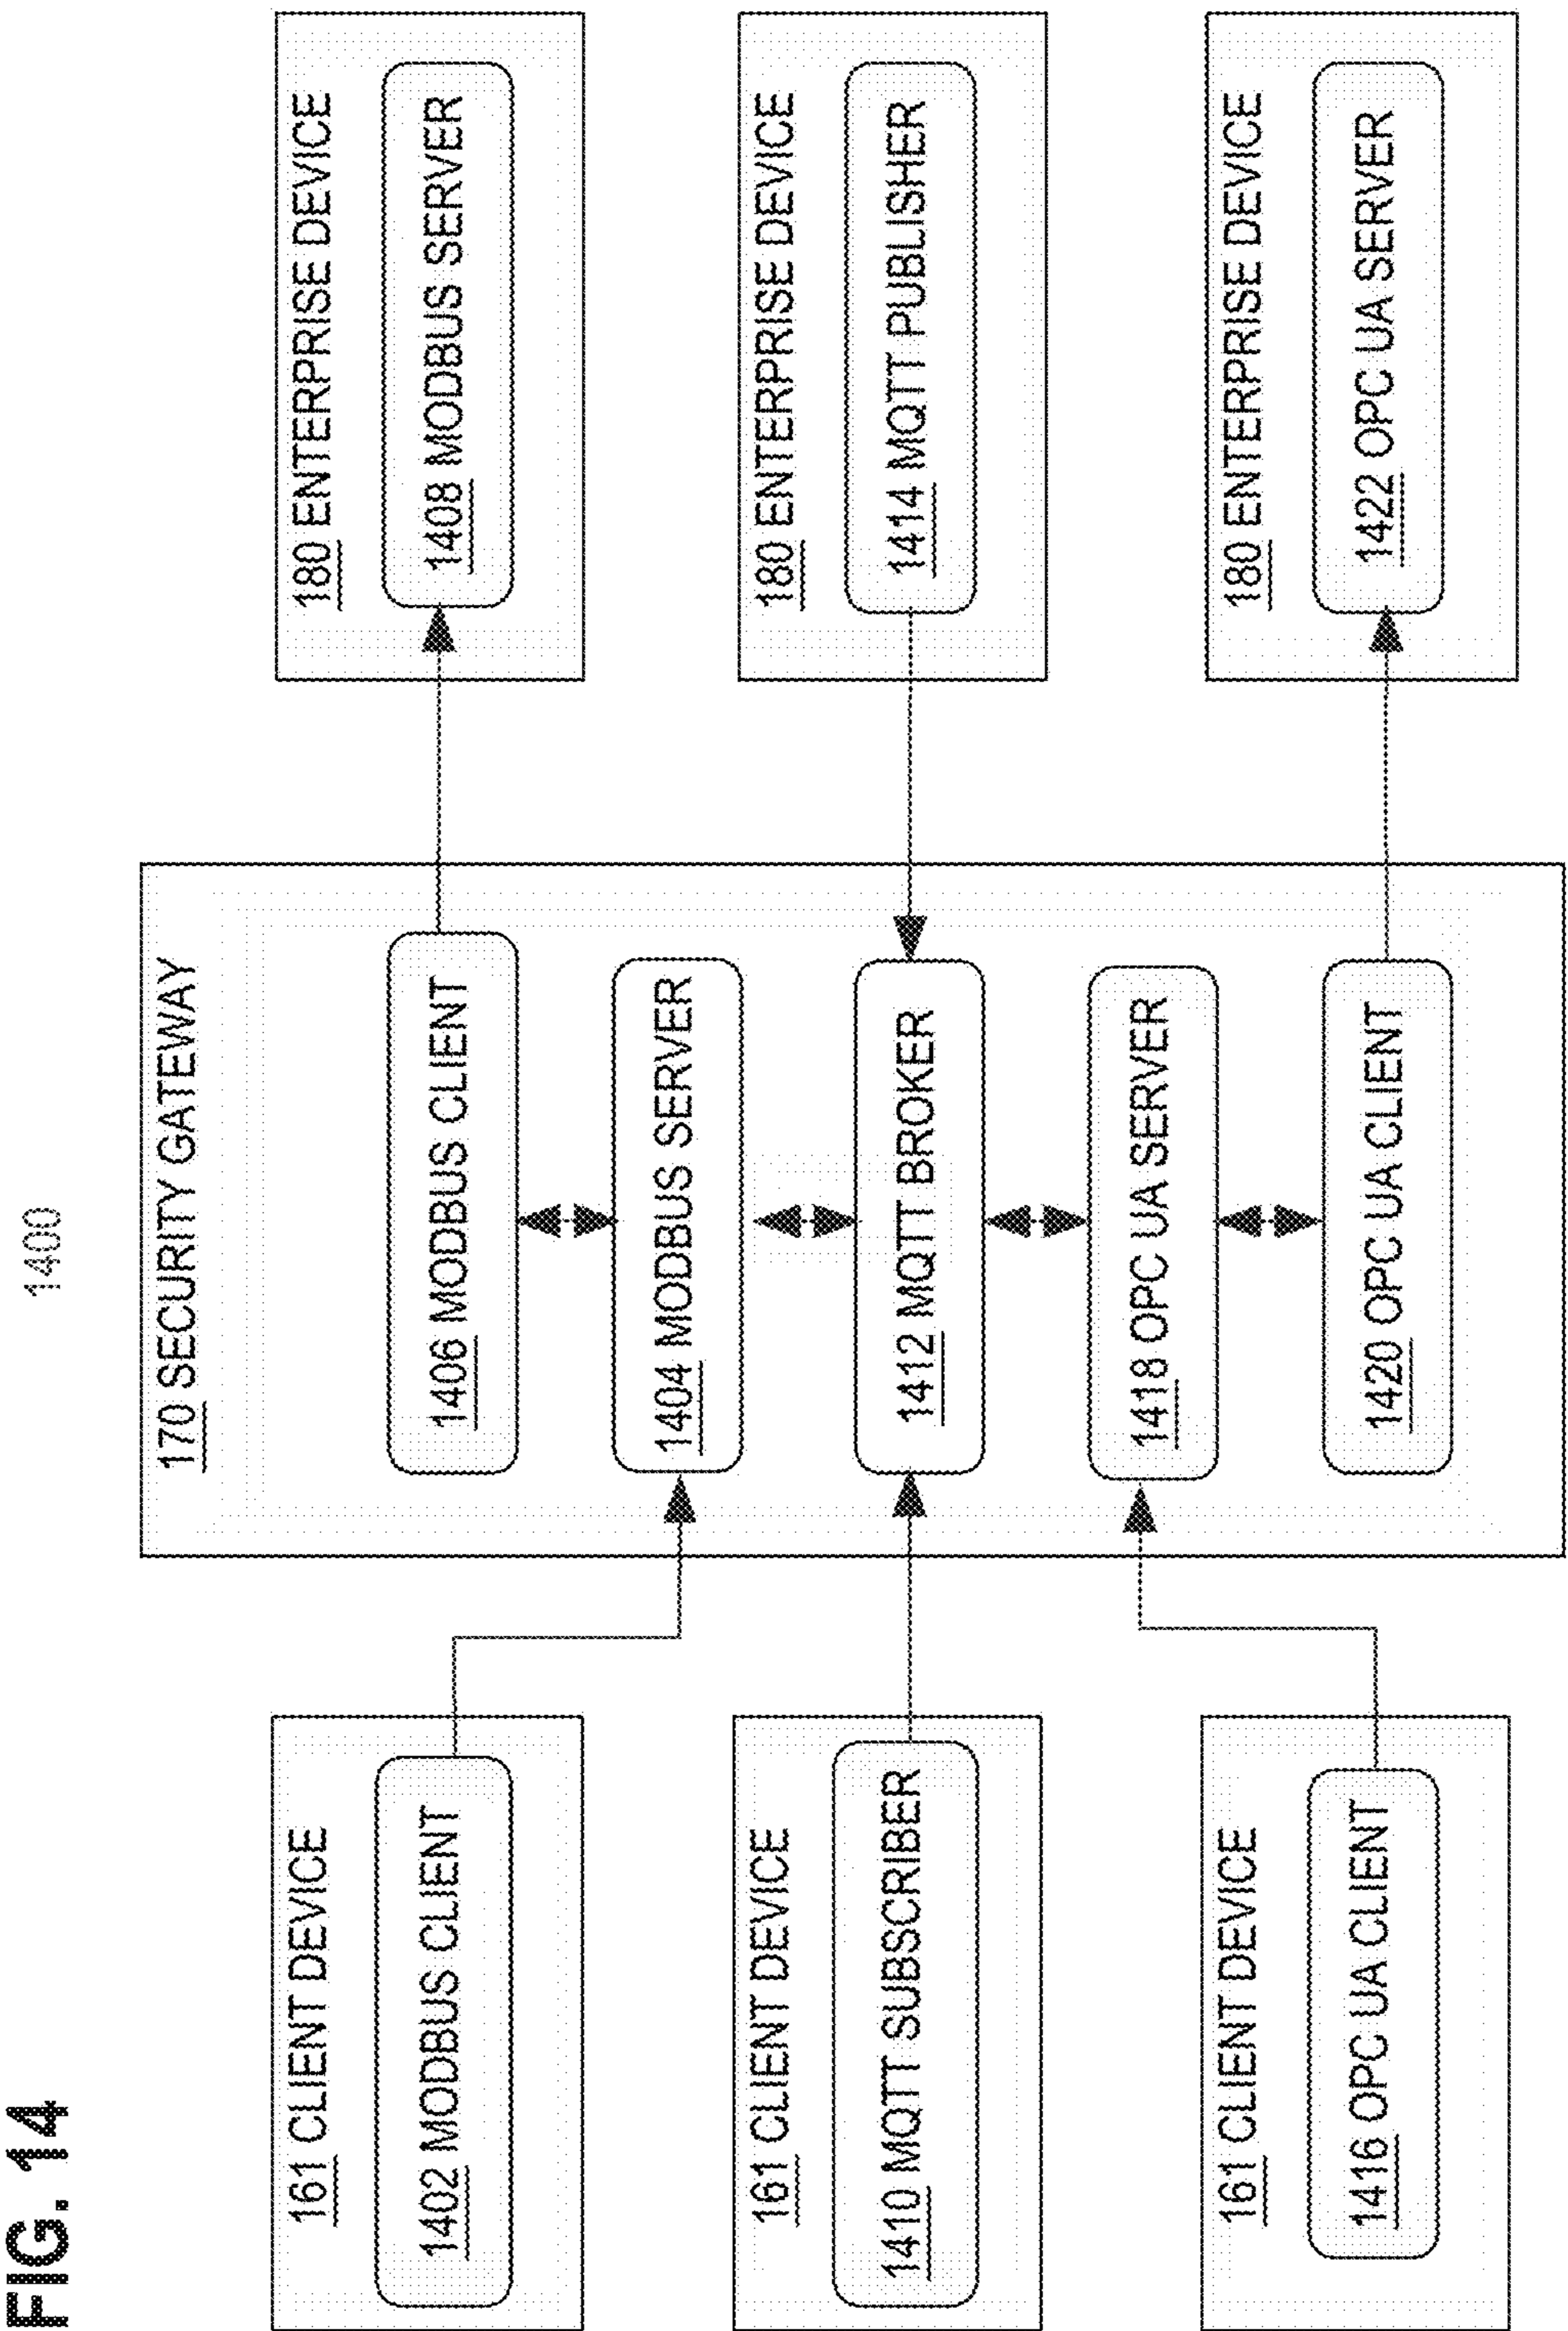 FIG. 14
1400
161 CLIENT DEVICE
1402 MODBUS CLIENT
161 CLIENT DEVICE
1410 MQTT SUBSCRIBER
161 CLIENT DEVICE
1416 OPC UA CLIENT
170 SECURITY GATEWAY
1406 MODBUS CLIENT
1404 MODBUS SERVER
1412 MQTT BROKER
1418 OPC UA SERVER
1420 OPC UA CLIENT
180 ENTERPRISE DEVICE
1408 MODBUS SERVER
180 ENTERPRISE DEVICE
1414 MQTT PUBLISHER
180 ENTERPRISE DEVICE
1422 OPC UA SERVER